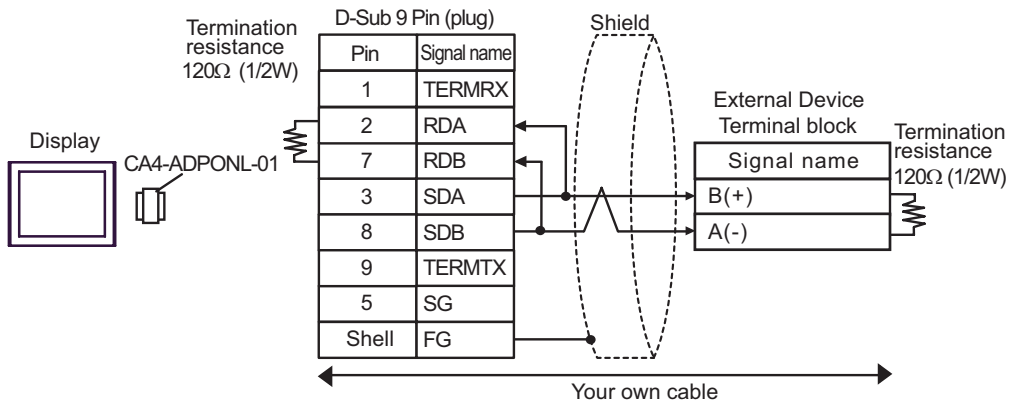 D-Sub 9 Pin (plug)
Shield
Termination
resistance
120Ω (1/2W)
Pin Signal name
1 TERMRX
2 RDA
7 RDB
3 SDA
8 SDB
9 TERMTX
5 SG
Shell FG
Display
CA4-ADPONL-01
External Device
Terminal block
Signal name
B(+)
A(-)
Termination
resistance
120Ω (1/2W)
Your own cable